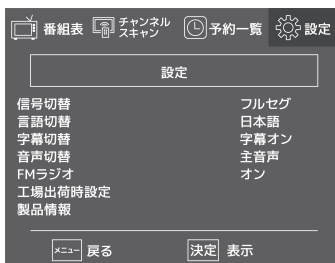 番組表 チャンネルスキャン 予約一覧 設定
設定
信号切替 フルセグ
言語切替 日本語
字幕切替 字幕オン
音声切替 主音声
FMラジオ オン
工場出荷時設定
製品情報
メニュー 戻る 決定 表示